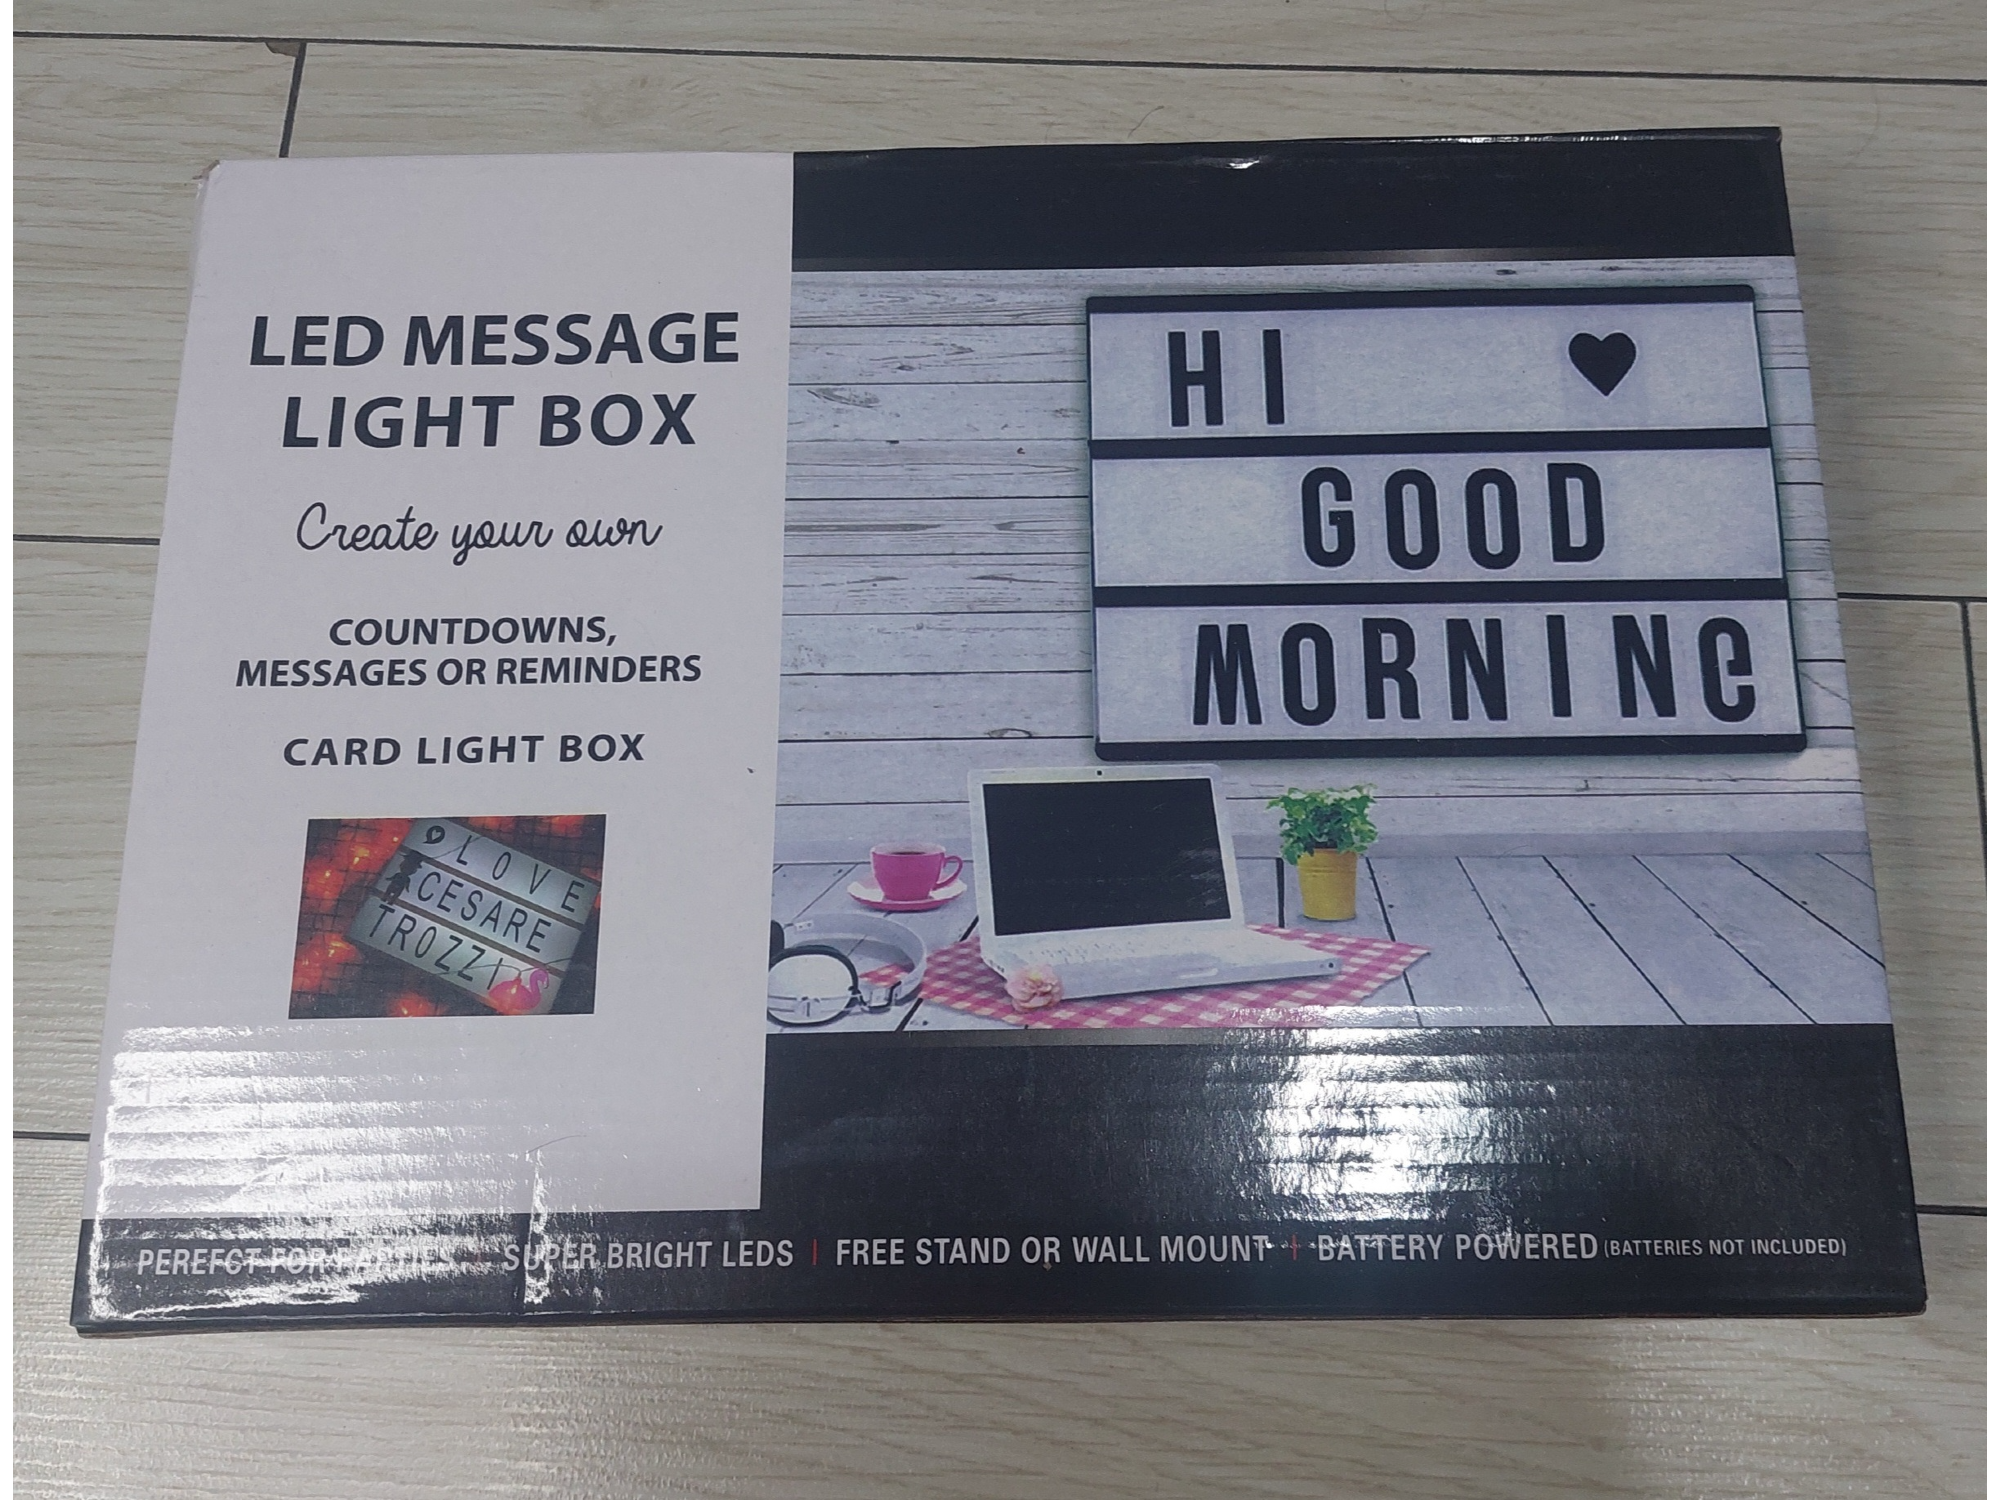 LED MESSAGE
LIGHT BOX
Create your own
COUNTDOWNS,
MESSAGES OR REMINDERS
CARD LIGHT BOX
LOVE
CESARE
TROZZI
HI ♥
GOOD
MORNING
PEREFCT FOR PARTIES | SUPER BRIGHT LEDS | FREE STAND OR WALL MOUNT | BATTERY POWERED (BATTERIES NOT INCLUDED)